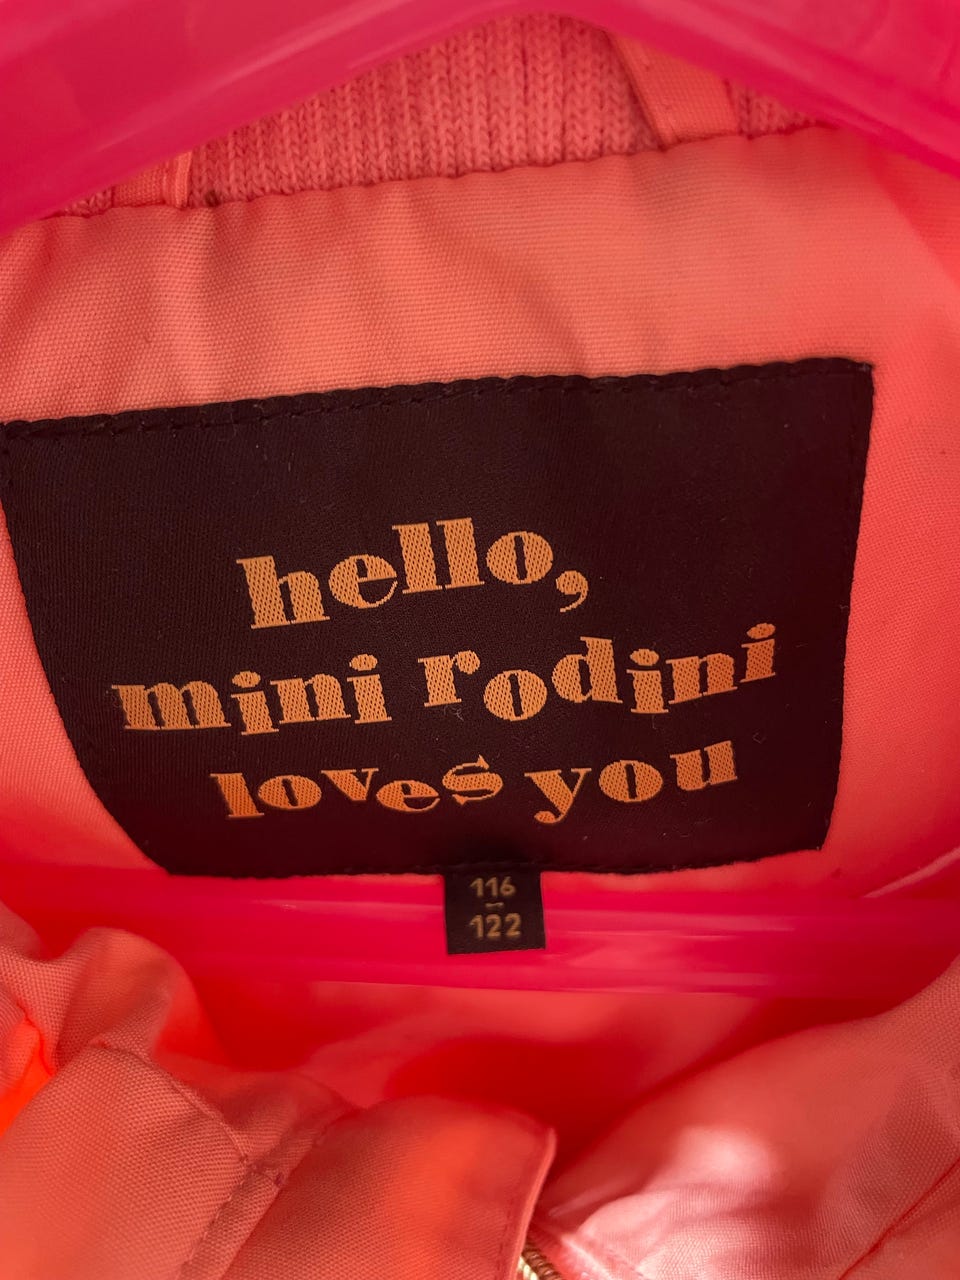 hello,
mini rodini
loves you
116
–
122